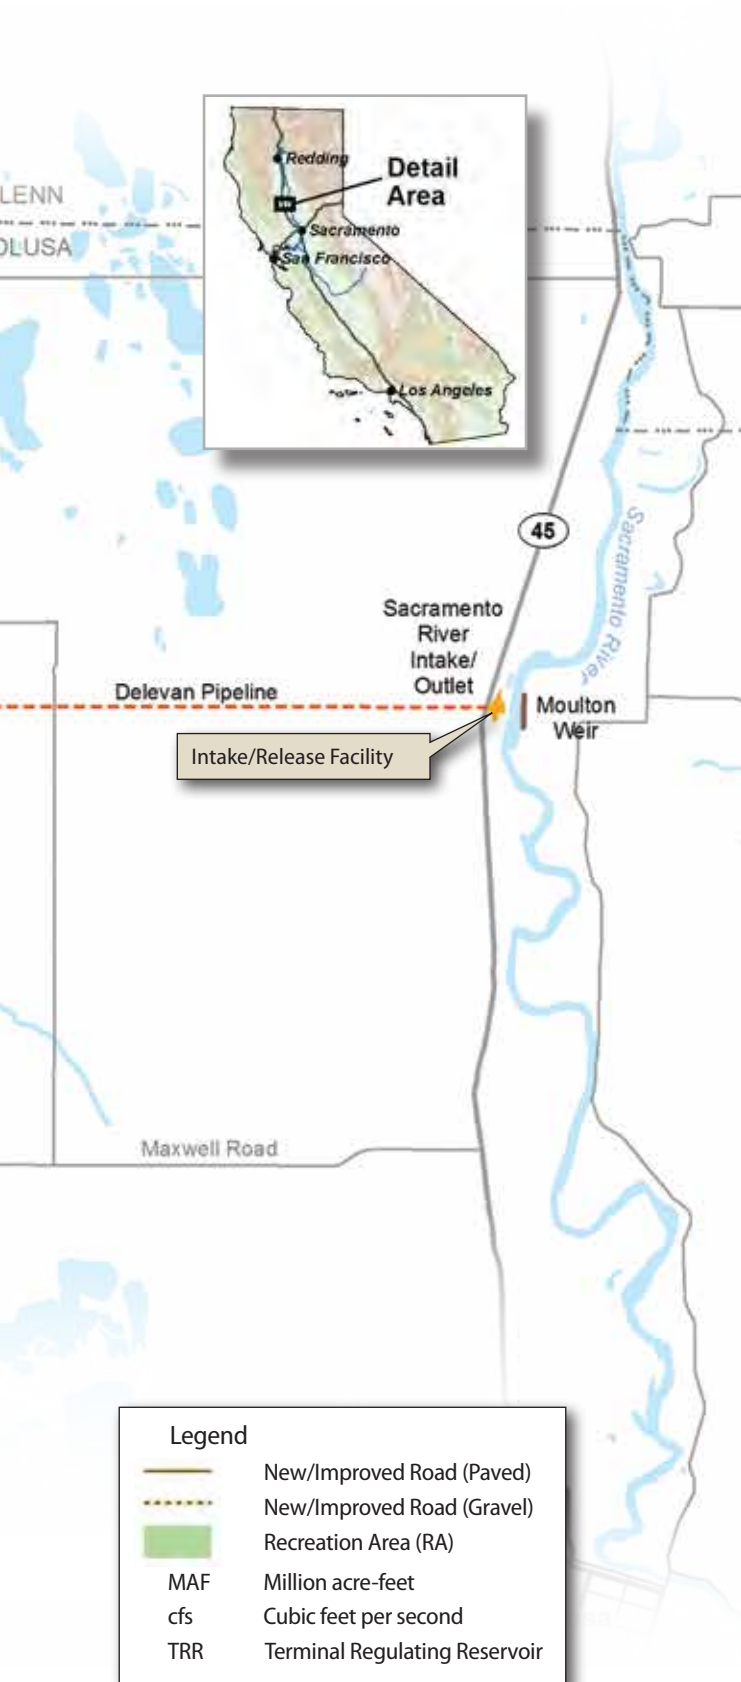 Redding
Detail
Area
Sacramento
San Francisco
Los Angeles
LENN
OLUSA
45
Sacramento River
Sacramento
River
Intake/
Outlet
Delevan Pipeline
Moulton
Weir
Intake/Release Facility
Maxwell Road
Legend
New/Improved Road (Paved)
New/Improved Road (Gravel)
Recreation Area (RA)
MAF Million acre-feet
cfs Cubic feet per second
TRR Terminal Regulating Reservoir